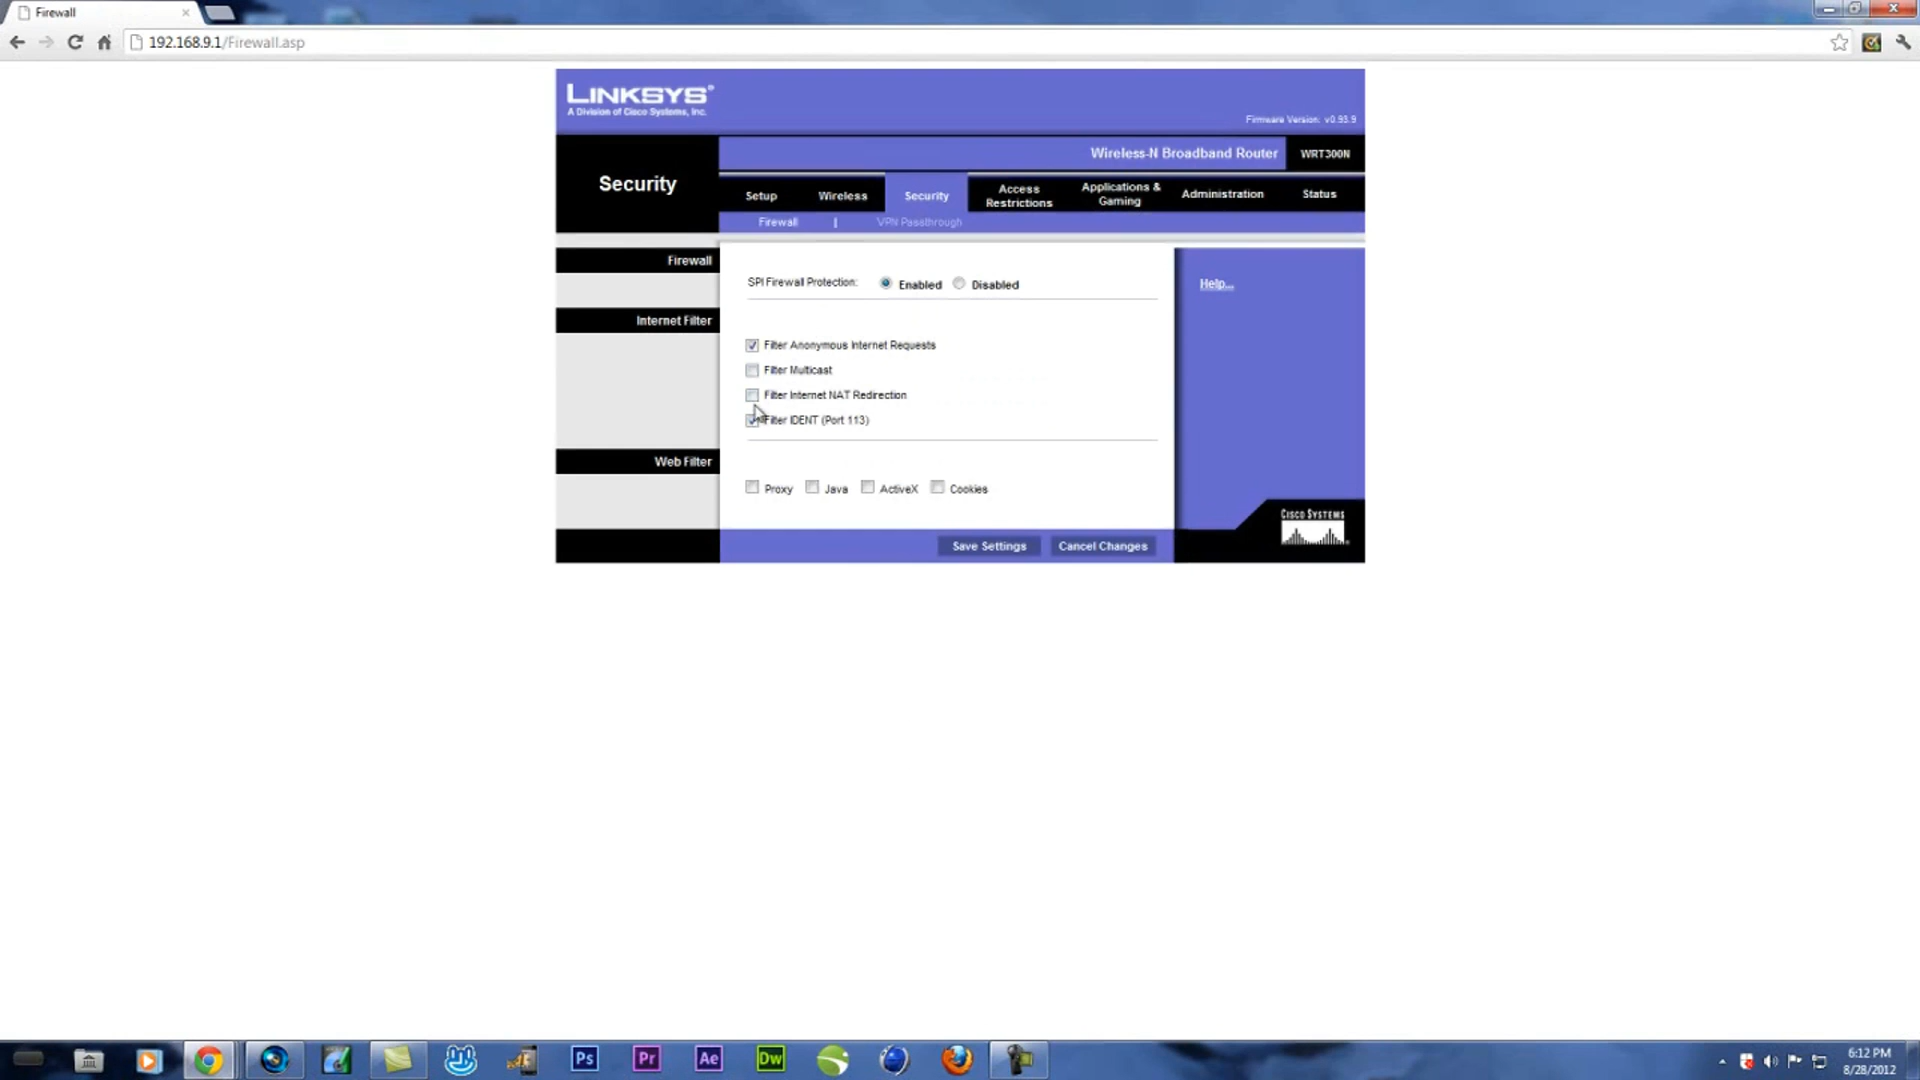 Firewall
192.168.9.1/Firewall.asp
LINKSYS®
A Division of Cisco Systems, Inc.
Firmware Version: v0.93.9
Wireless-N Broadband Router WRT300N
Security
Setup Wireless Security Access Restrictions Applications & Gaming Administration Status
Firewall | VPN Passthrough
Firewall
SPI Firewall Protection: Enabled Disabled
Help...
Internet Filter
Filter Anonymous Internet Requests
Filter Multicast
Filter Internet NAT Redirection
Filter IDENT (Port 113)
Web Filter
Proxy Java ActiveX Cookies
CISCO SYSTEMS
Save Settings Cancel Changes
Ps Pr Ae Dw
6:12 PM
8/28/2012